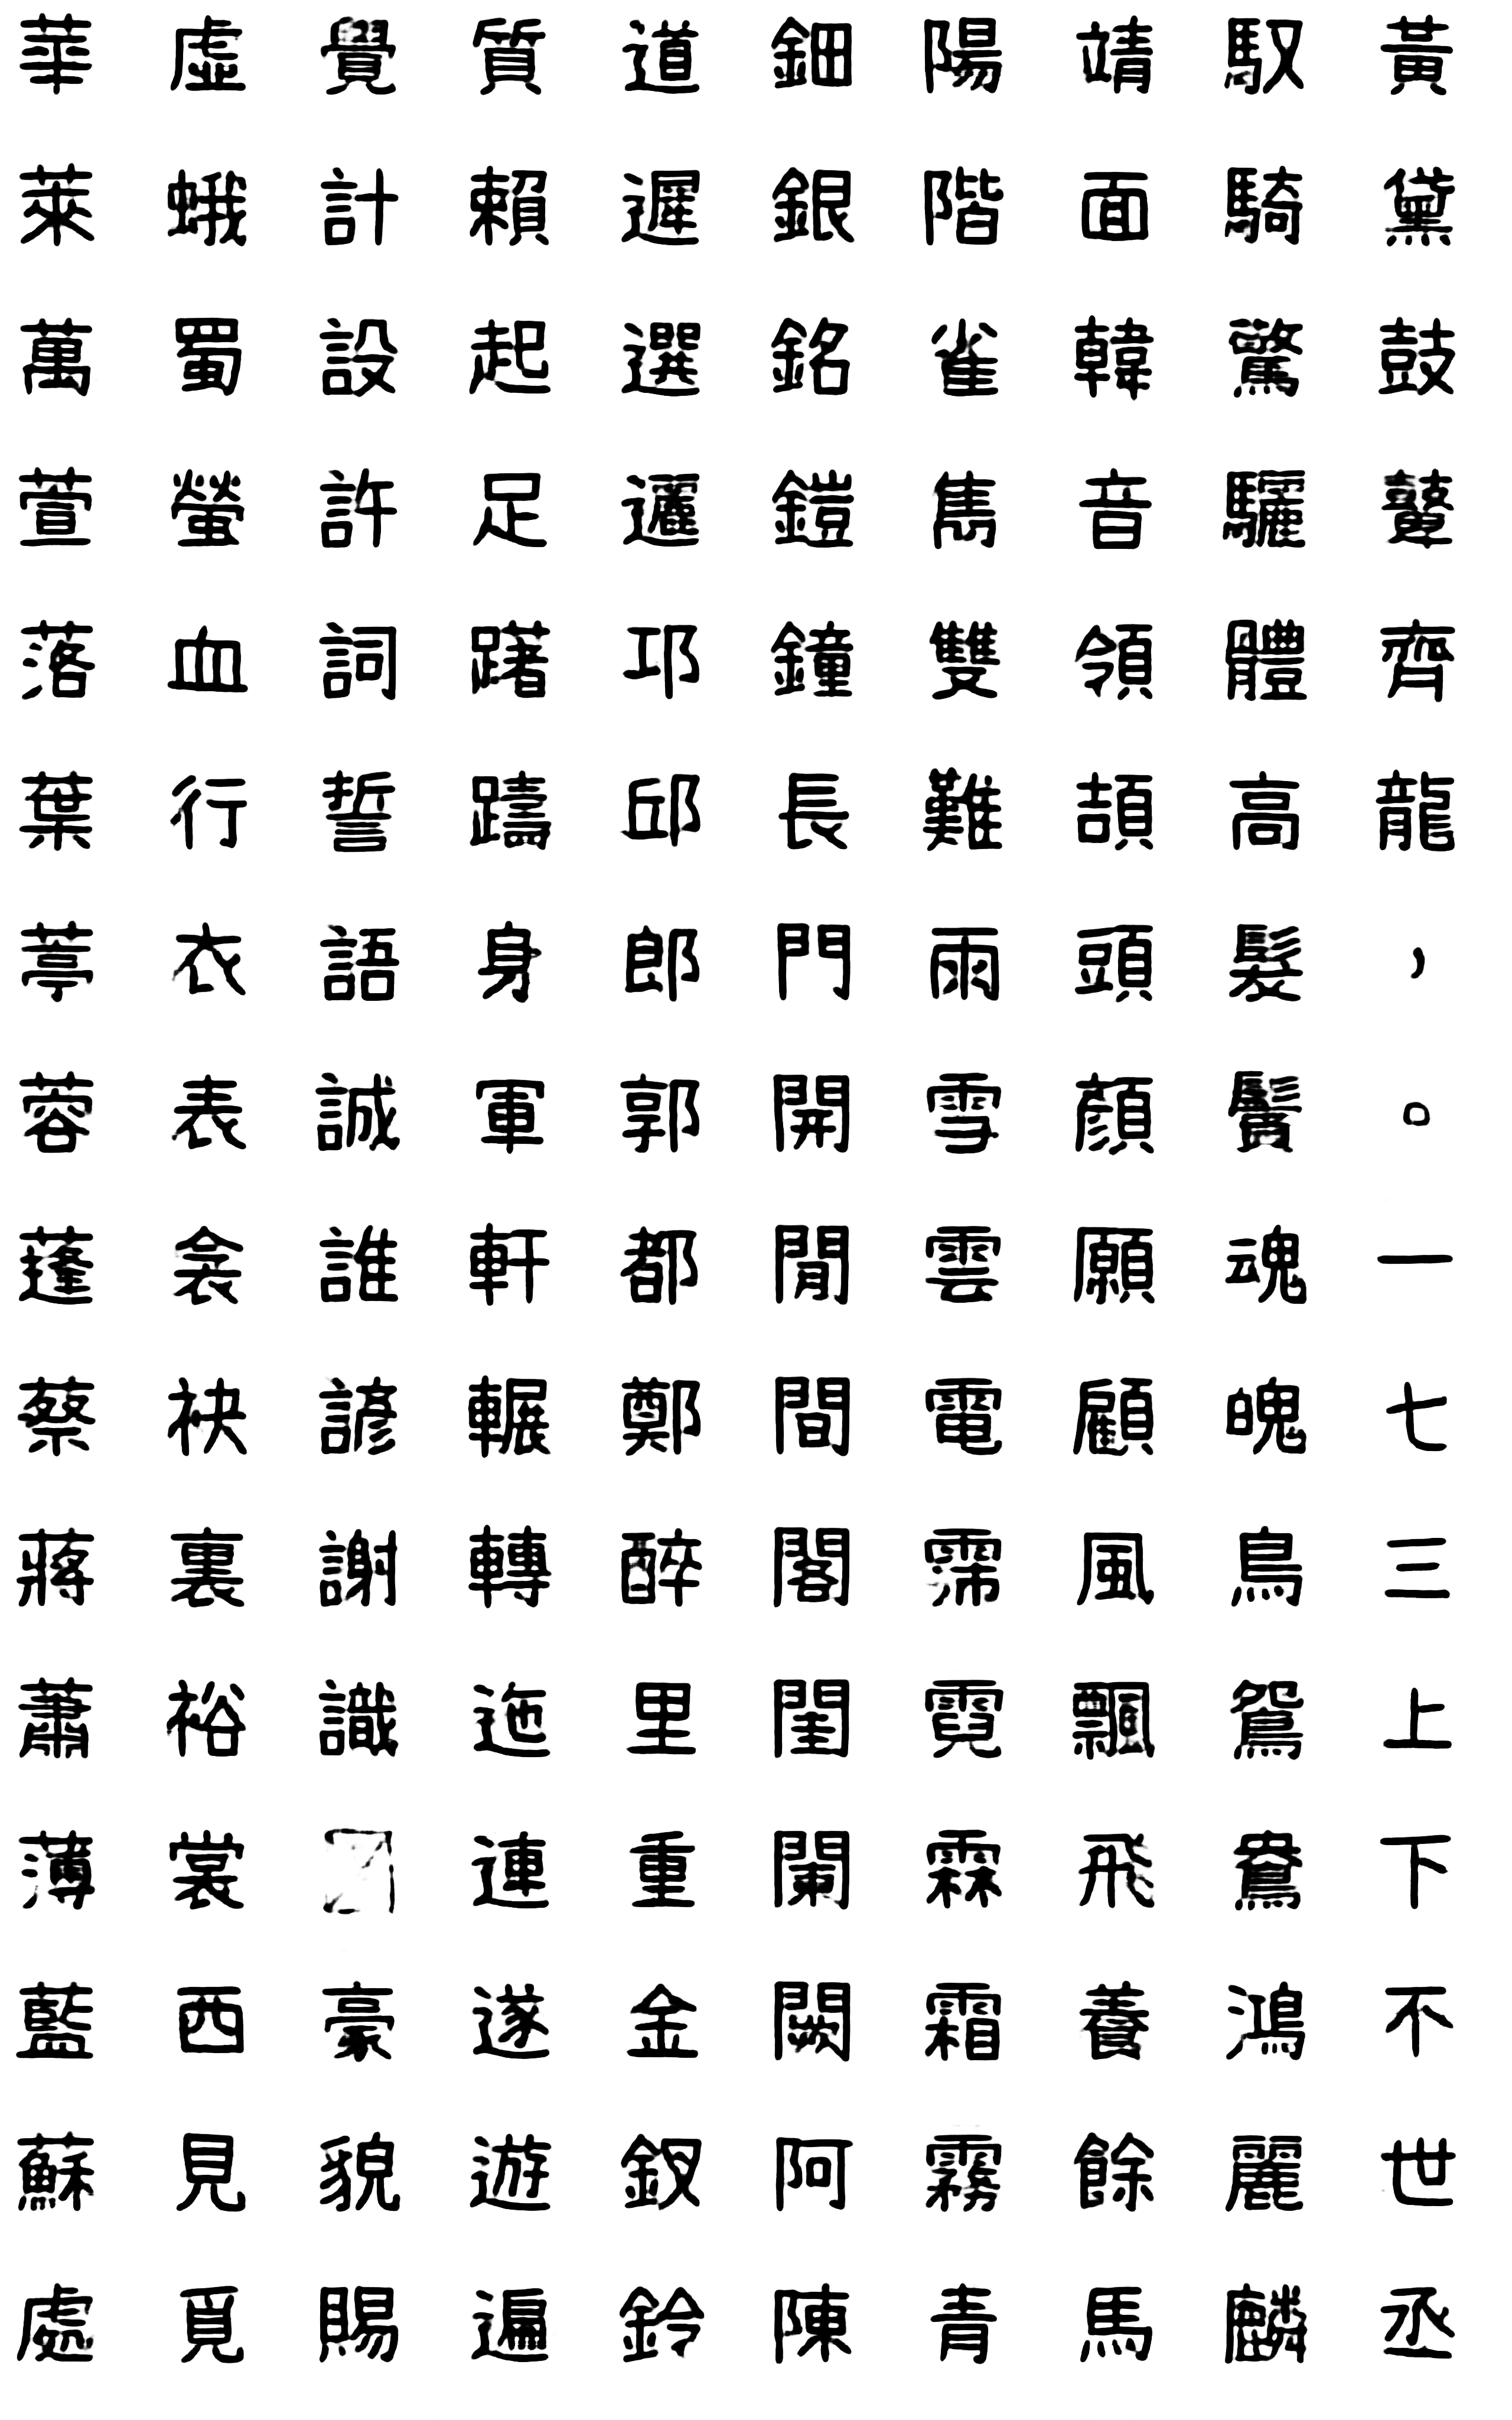 華 虛 覺 質 道 鈿 陽 靖 馭 黃
萊 蛾 計 賴 遲 銀 階 面 騎 黛
萬 蜀 設 起 選 銘 雀 韓 驚 鼓
萱 螢 許 足 邏 鎧 雋 音 驪 鼙
落 血 詞 躇 邛 鐘 雙 領 體 齊
葉 行 誓 躊 邱 長 難 頡 高 龍
葶 衣 語 身 郎 門 雨 頭 髮 ，
蓉 表 誠 軍 郭 開 雪 顏 鬢 。
蓬 衾 誰 軒 都 閒 雲 願 魂 一
蔡 袂 諺 輾 鄭 間 電 顧 魄 七
蔣 裏 謝 轉 醉 閣 霈 風 鳥 三
蕭 裕 識 迤 里 閨 霓 飄 鴛 上
薄 裳 連 重 闌 霖 飛 鴦 下
藍 西 豪 遂 金 闕 霜 養 鴻 不
蘇 見 貌 遊 釵 阿 霧 餘 麗 世
處 覓 賜 遍 鈴 陳 青 馬 麟 丞